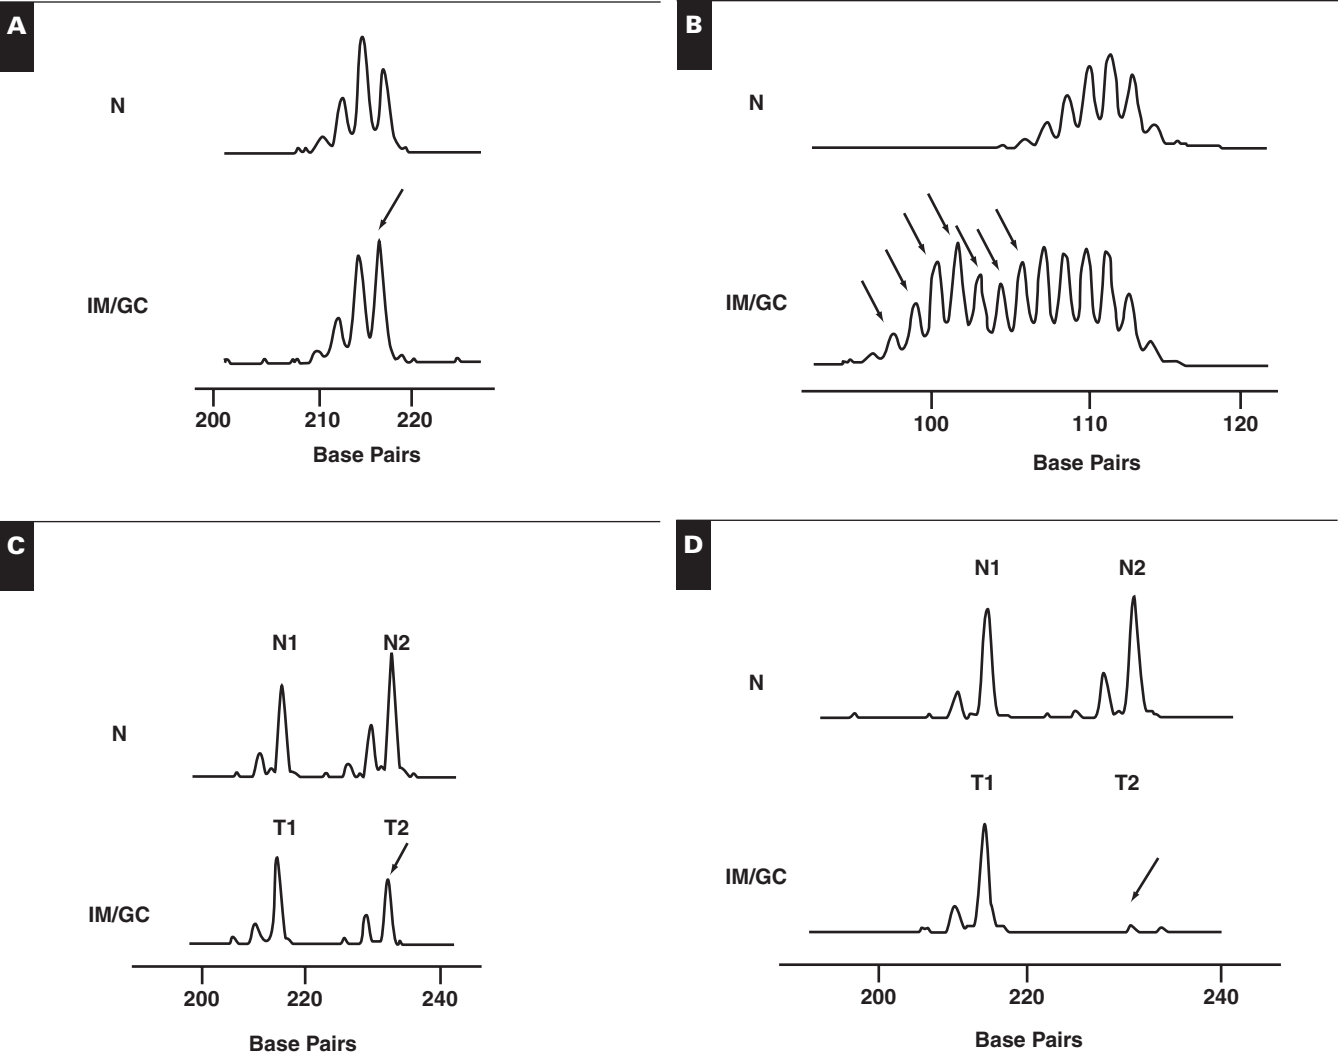 A
N
IM/GC
200 210 220
Base Pairs
B
N
IM/GC
100 110 120
Base Pairs
C
N1 N2
N
T1 T2
IM/GC
200 220 240
Base Pairs
D
N1 N2
N
T1 T2
IM/GC
200 220 240
Base Pairs